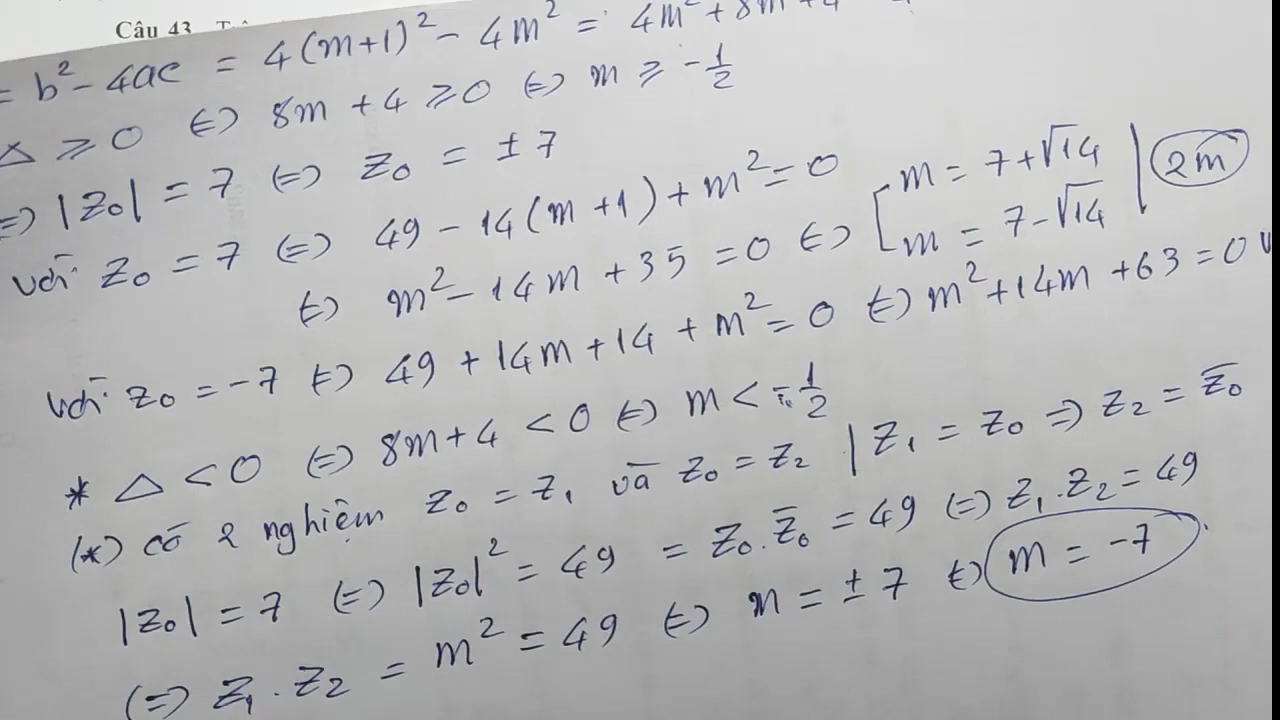 Câu 43
= b² - 4ac = 4(m+1)² - 4m² = 4m² + 8m + 4
Δ ⩾ 0 ⇔ 8m + 4 ⩾ 0 ⇔ m ⩾ -1/2
⇒ |z₀| = 7 ⇔ z₀ = ± 7
với z₀ = 7 ⇔ 49 - 14(m+1) + m² = 0
⇔ m² - 14m + 35 = 0 ⇔ [ m = 7+√14 | 2m
m = 7-√14
với z₀ = -7 ⇔ 49 + 14m + 14 + m² = 0 ⇔ m² + 14m + 63 = 0
* Δ < 0 ⇔ 8m + 4 < 0 ⇔ m < -1/2
(*) có 2 nghiệm z₀ = z₁ và z₀ = z₂ | z₁ = z₀ ⇒ z₂ = z̄₀
|z₀| = 7 ⇔ |z₀|² = 49 = z₀.z̄₀ = 49 ⇔ z₁.z₂ = 49
(⇒ z₁.z₂ = m² = 49 ⇔ m = ± 7 ⇔ m = -7